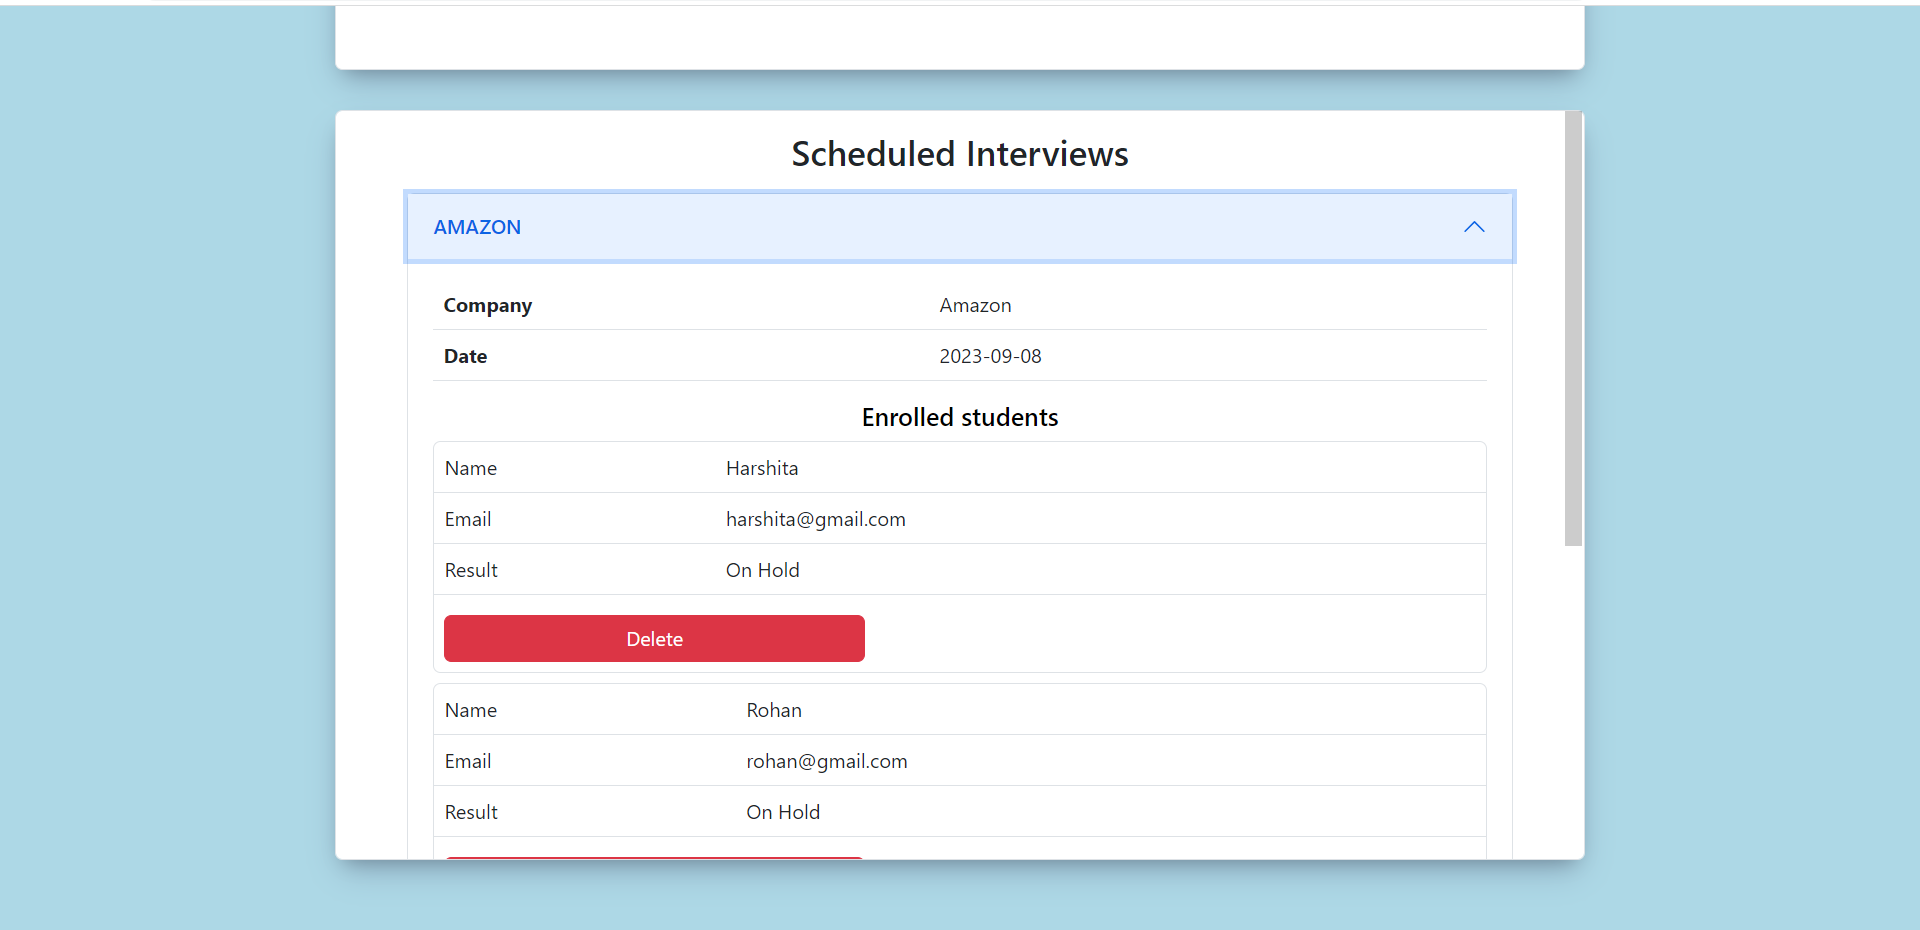 Scheduled Interviews
AMAZON
Company Amazon
Date 2023-09-08
Enrolled students
Name Harshita
Email harshita@gmail.com
Result On Hold
Delete
Name Rohan
Email rohan@gmail.com
Result On Hold